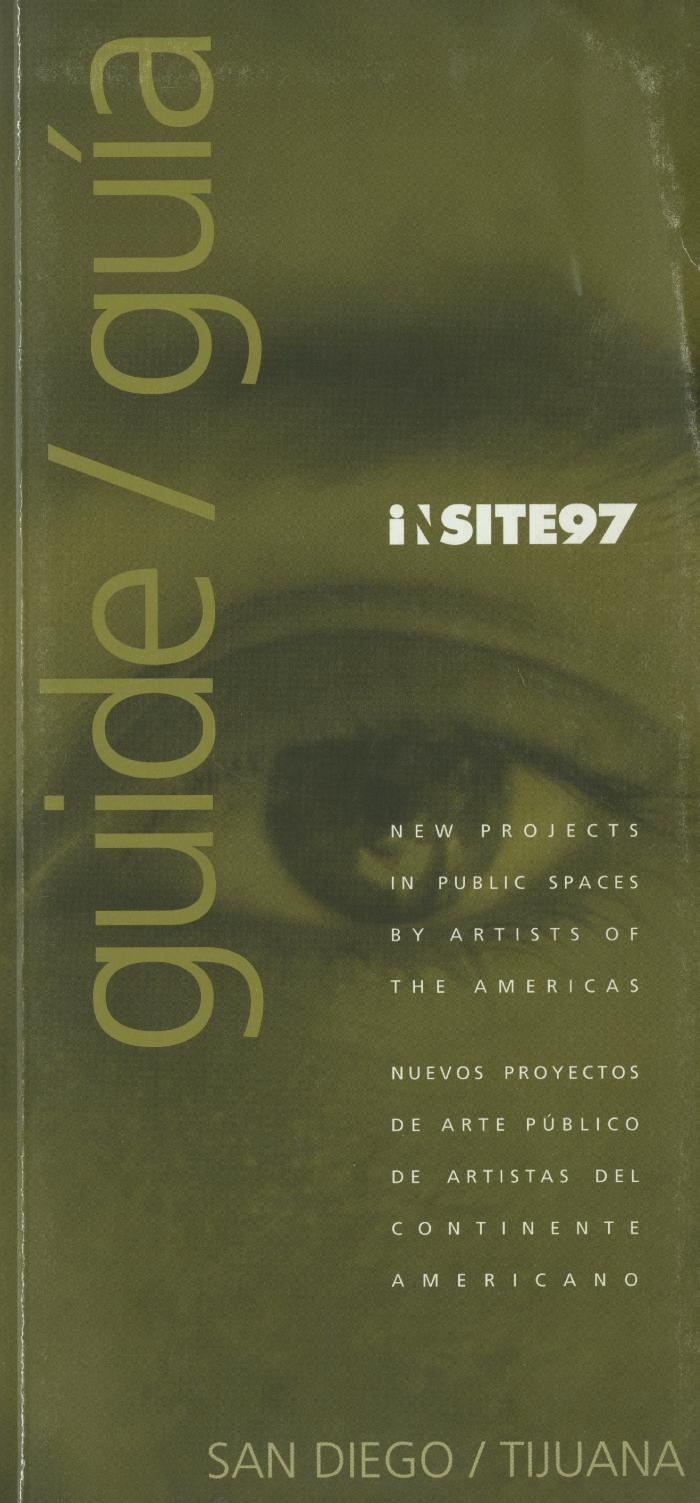 guide / guía
iNSITE97
NEW PROJECTS
IN PUBLIC SPACES
BY ARTISTS OF
THE AMERICAS
NUEVOS PROYECTOS
DE ARTE PÚBLICO
DE ARTISTAS DEL
CONTINENTE
AMERICANO
SAN DIEGO / TIJUANA